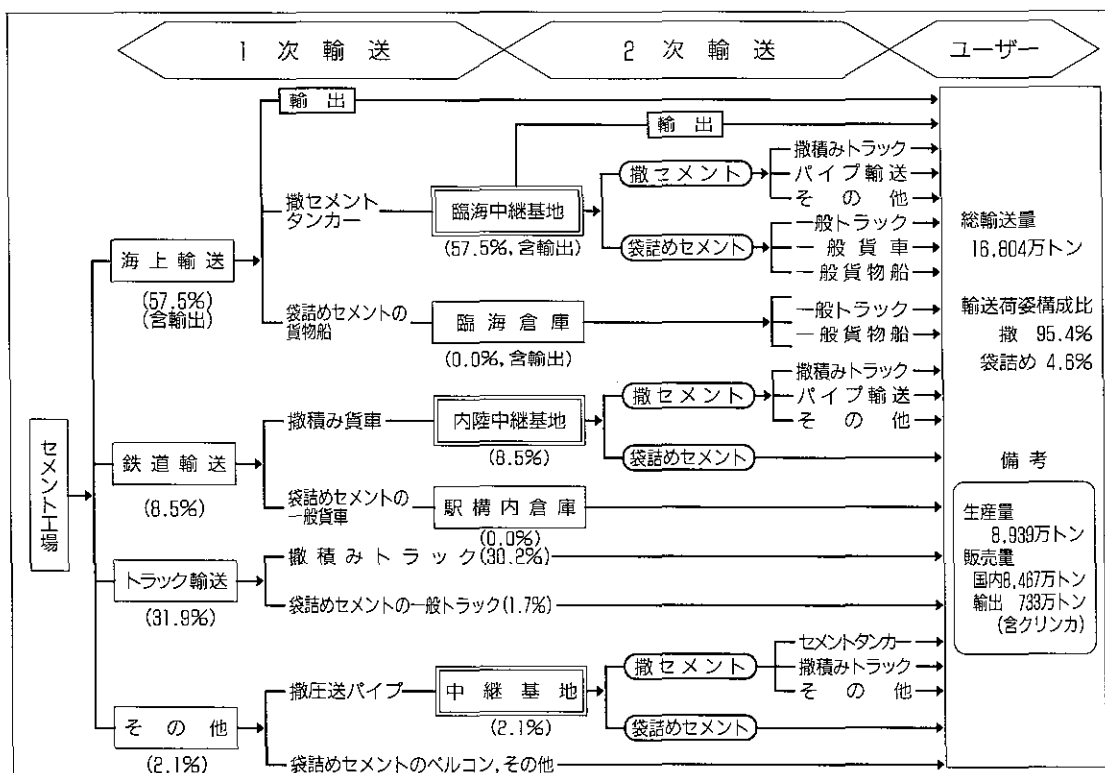 1 次 輸 送
2 次 輸 送
ユーザー
輸 出
輸 出
撒セメント
タンカー
臨海中継基地
(57.5%, 含輸出)
撒セメント
撒積みトラック
パイプ輸送
そ の 他
袋詰めセメント
一般トラック
一 般 貨 車
一般貨物船
海 上 輸 送
(57.5%)
(含輸出)
袋詰めセメントの
貨物船
臨 海 倉 庫
(0.0%, 含輸出)
一般トラック
一般貨物船
セメント工場
鉄 道 輸 送
(8.5%)
撒積み貨車
内陸中継基地
(8.5%)
撒セメント
撒積みトラック
パイプ輸送
そ の 他
袋詰めセメント
袋詰めセメントの
一般貨車
駅 構 内 倉 庫
(0.0%)
トラック輸送
(31.9%)
撒 積 み ト ラ ッ ク(30.2%)
袋詰めセメントの一般トラック(1.7%)
そ の 他
(2.1%)
撒圧送パイプ
中 継 基 地
(2.1%)
撒セメント
セメントタンカー
撒積みトラック
そ の 他
袋詰めセメント
袋詰めセメントのベルコン, その他
総輸送量
16,804万トン
輸送荷姿構成比
撒 95.4%
袋詰め 4.6%
備 考
生産量
8,939万トン
販売量
国内8,467万トン
輸出 733万トン
(含クリンカ)